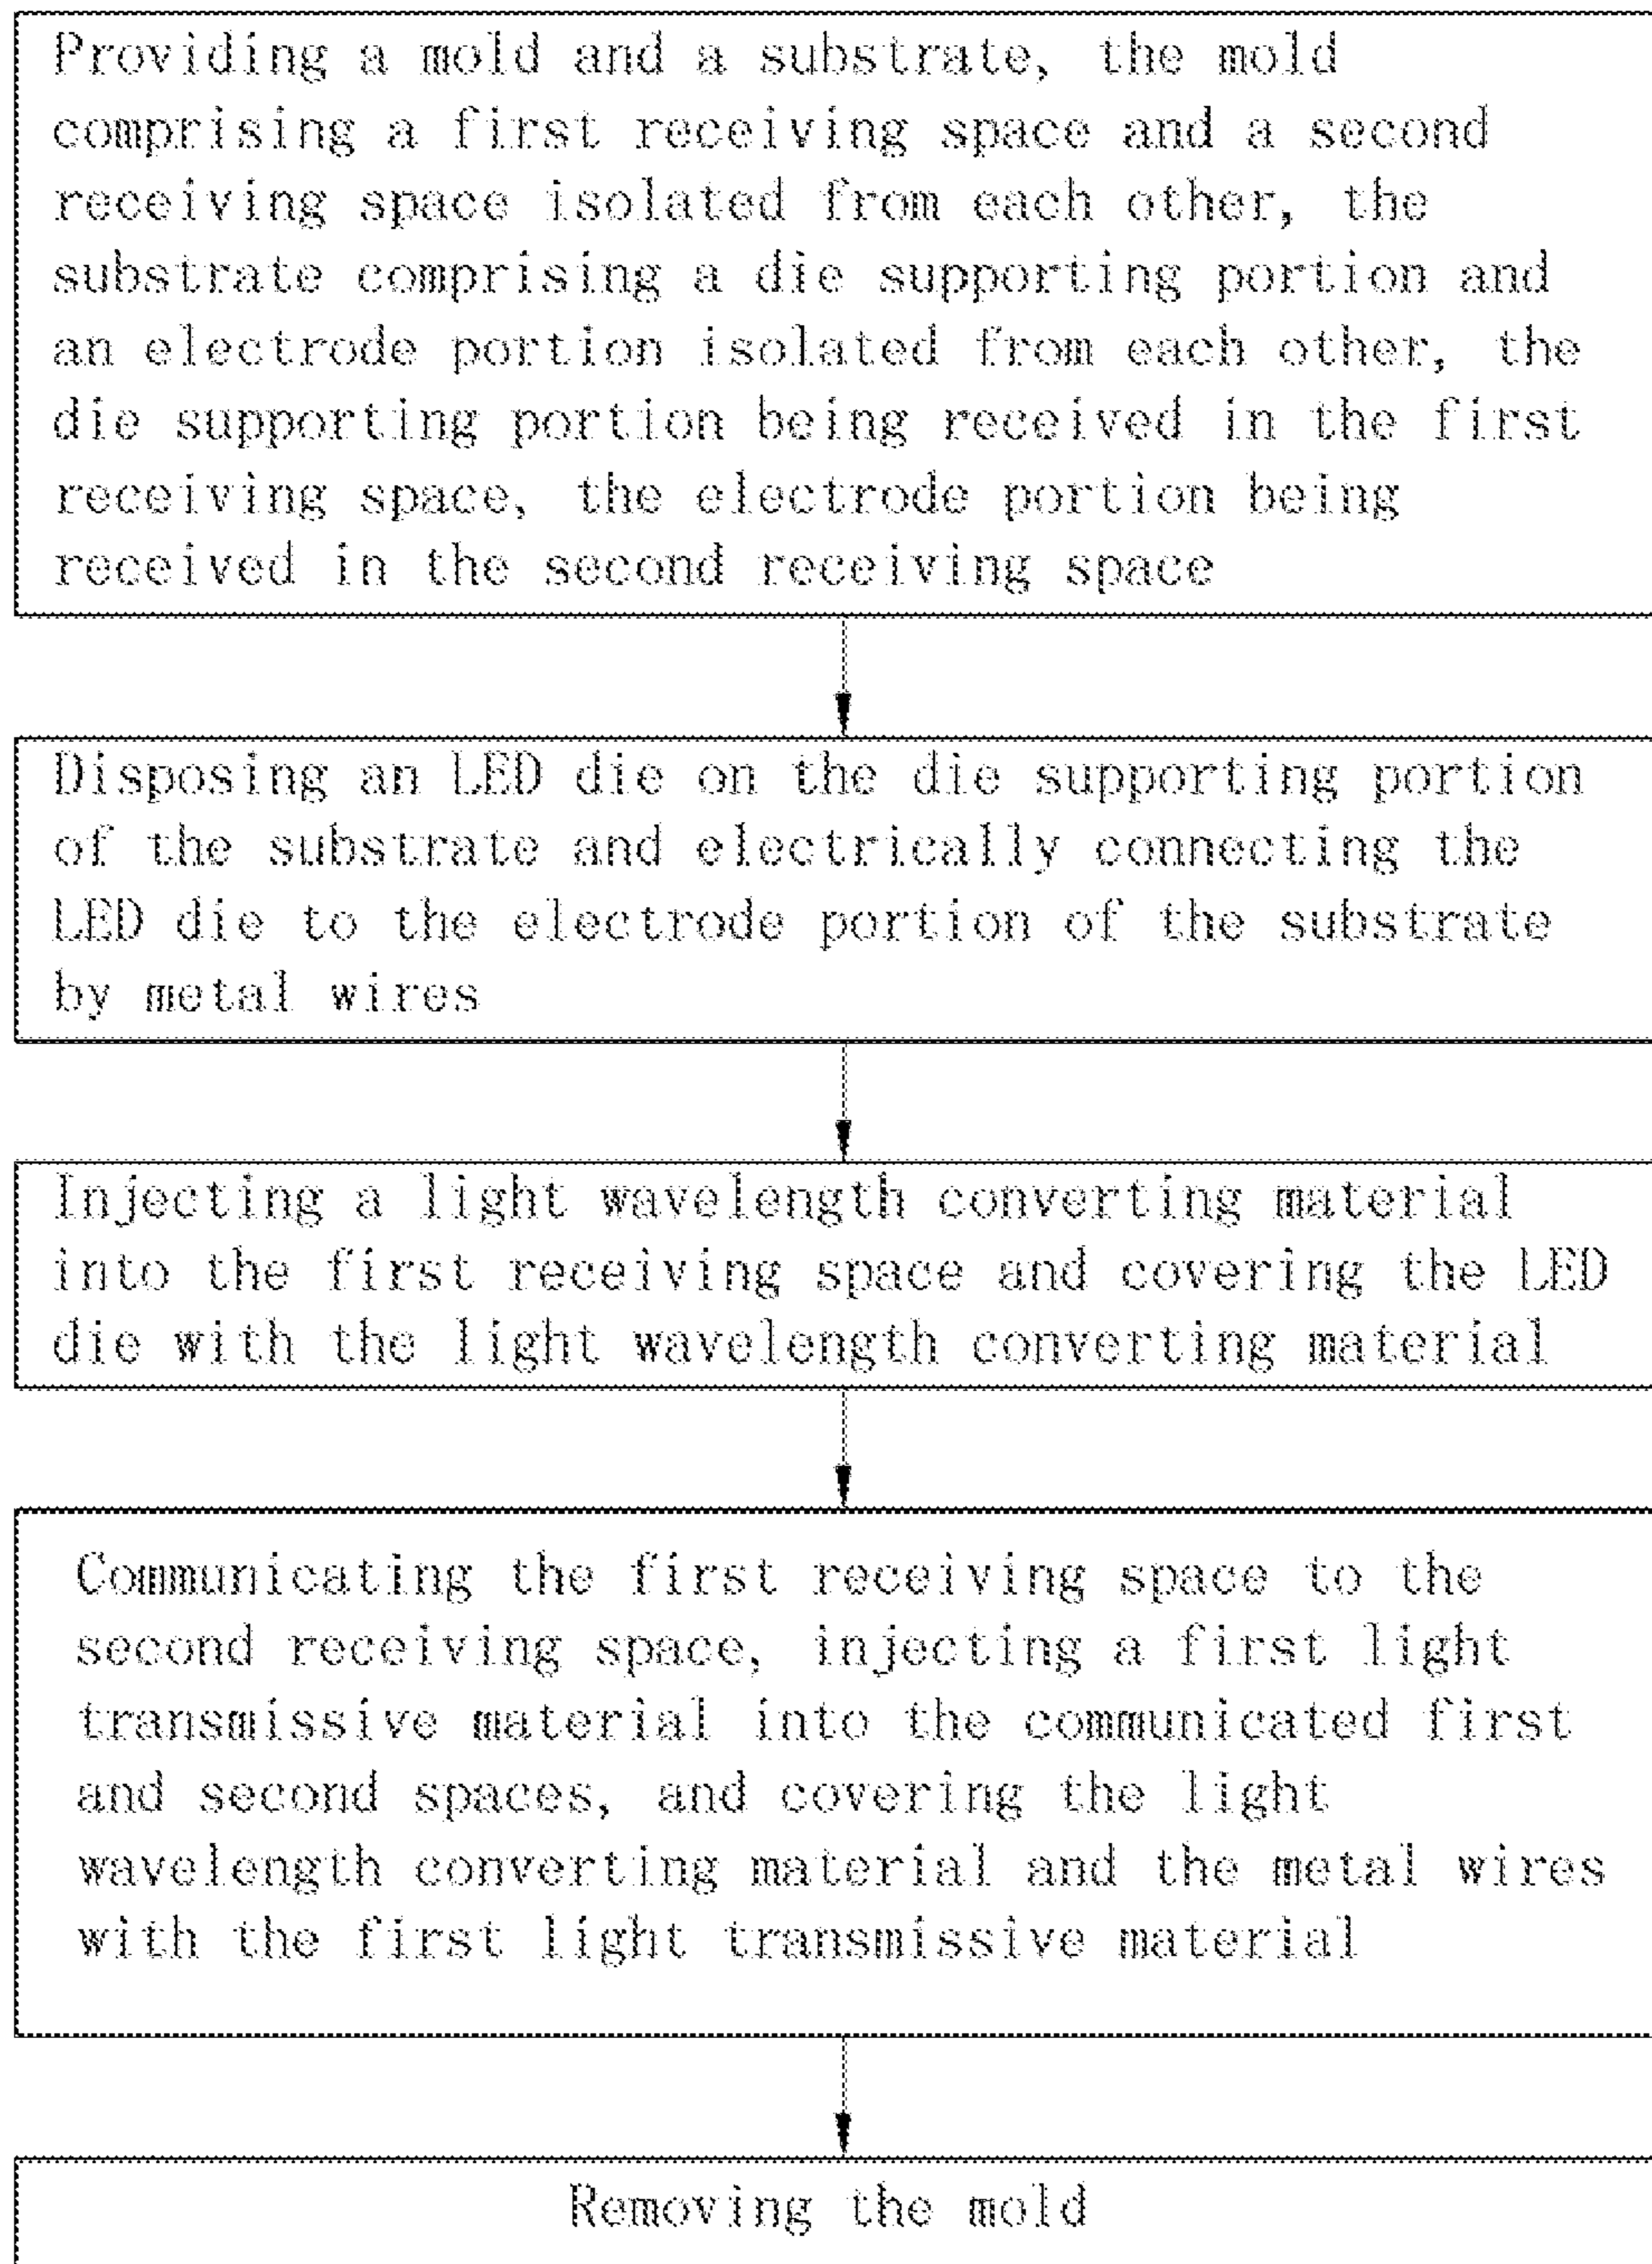 Providing a mold and a substrate, the mold
comprising a first receiving space and a second
receiving space isolated from each other, the
substrate comprising a die supporting portion and
an electrode portion isolated from each other, the
die supporting portion being received in the first
receiving space, the electrode portion being
received in the second receiving space
Disposing an LED die on the die supporting portion
of the substrate and electrically connecting the
LED die to the electrode portion of the substrate
by metal wires
Injecting a light wavelength converting material
into the first receiving space and covering the LED
die with the light wavelength converting material
Communicating the first receiving space to the
second receiving space, injecting a first light
transmissive material into the communicated first
and second spaces, and covering the light
wavelength converting material and the metal wires
with the first light transmissive material
Removing the mold